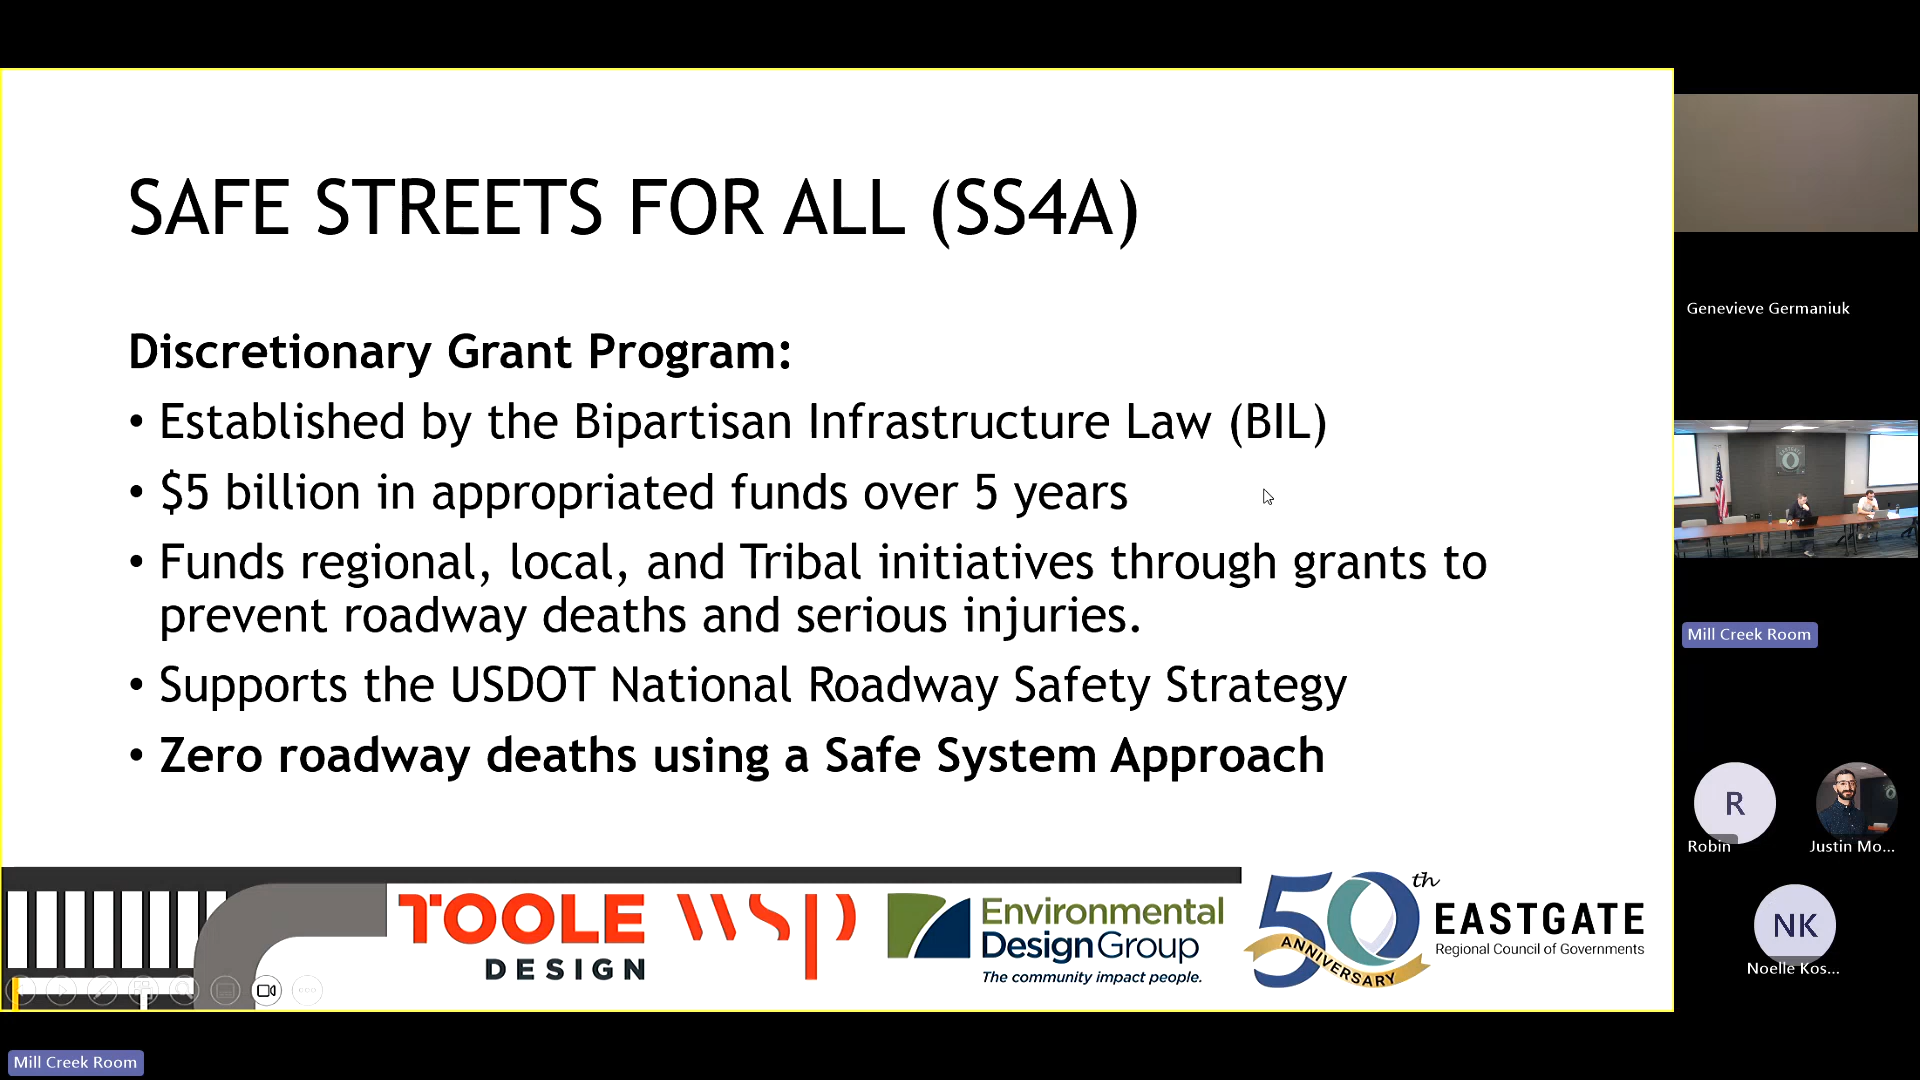 SAFE STREETS FOR ALL (SS4A)
Discretionary Grant Program:
• Established by the Bipartisan Infrastructure Law (BIL)
• $5 billion in appropriated funds over 5 years
• Funds regional, local, and Tribal initiatives through grants to
prevent roadway deaths and serious injuries.
• Supports the USDOT National Roadway Safety Strategy
• Zero roadway deaths using a Safe System Approach
TOOLE
DESIGN
wsp
Environmental
DesignGroup
The community impact people.
50th
ANNIVERSARY
EASTGATE
Regional Council of Governments
Mill Creek Room
Genevieve Germaniuk
Mill Creek Room
R
Robin
Justin Mo...
NK
Noelle Kos...